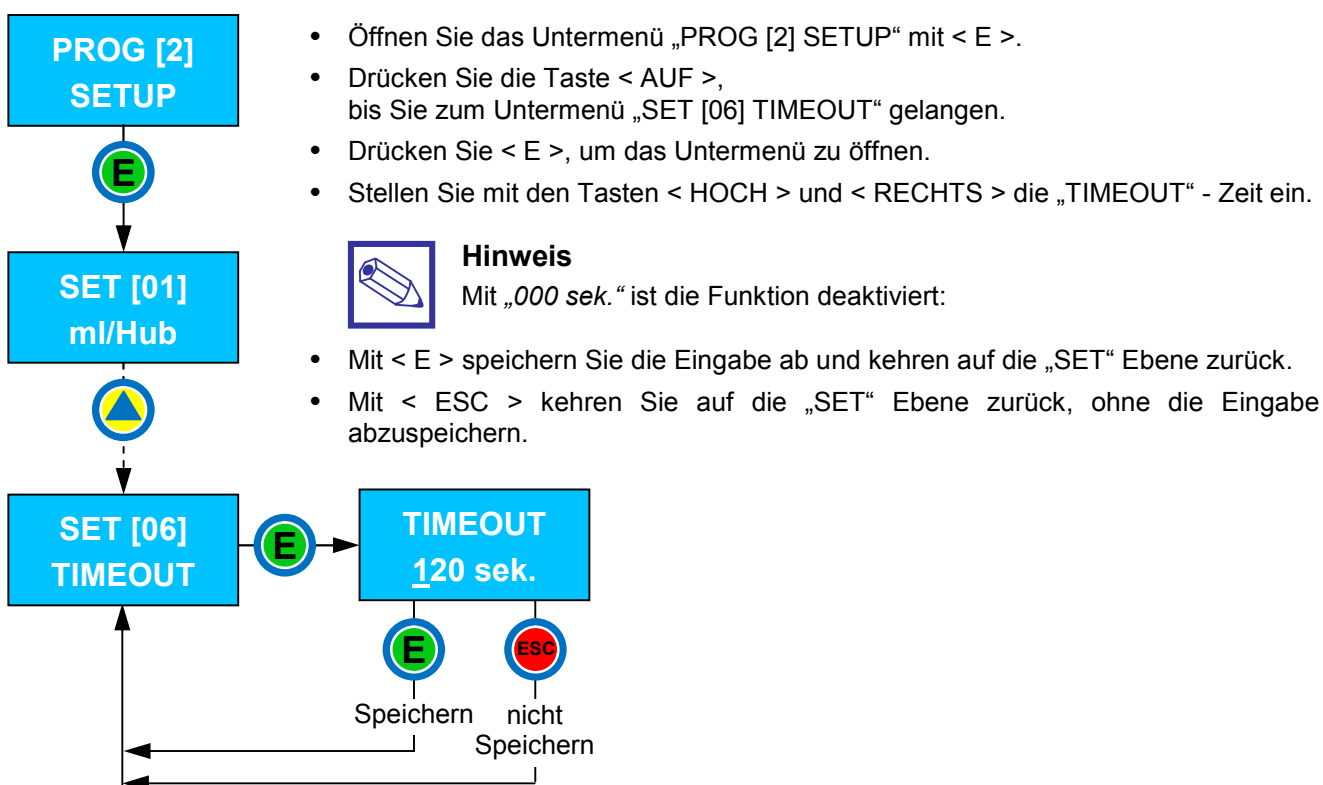 PROG [2]
SETUP
E
SET [01]
ml/Hub
• Öffnen Sie das Untermenü „PROG [2] SETUP“ mit < E >.
• Drücken Sie die Taste < AUF >,
bis Sie zum Untermenü „SET [06] TIMEOUT“ gelangen.
• Drücken Sie < E >, um das Untermenü zu öffnen.
• Stellen Sie mit den Tasten < HOCH > und < RECHTS > die „TIMEOUT“ - Zeit ein.
Hinweis
Mit „000 sek.“ ist die Funktion deaktiviert:
• Mit < E > speichern Sie die Eingabe ab und kehren auf die „SET“ Ebene zurück.
• Mit < ESC > kehren Sie auf die „SET“ Ebene zurück, ohne die Eingabe
abzuspeichern.
SET [06]
TIMEOUT
E
TIMEOUT
120 sek.
E
ESC
Speichern
nicht
Speichern